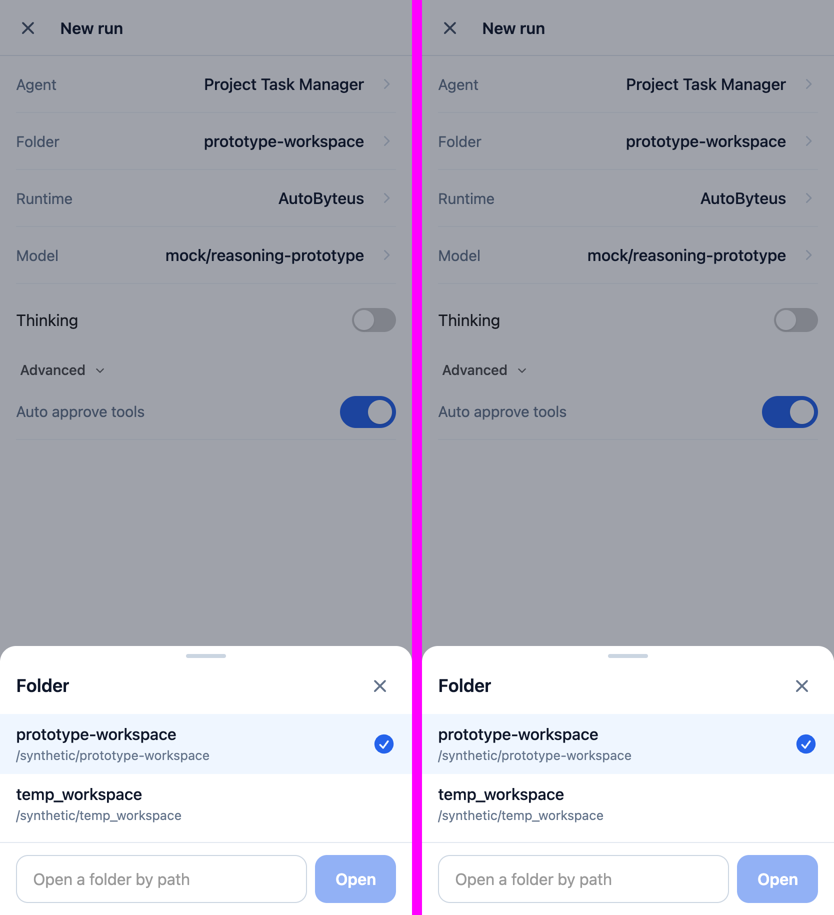 New run
Agent Project Task Manager
Folder prototype-workspace
Runtime AutoByteus
Model mock/reasoning-prototype
Thinking
Advanced
Auto approve tools
Folder
prototype-workspace
/synthetic/prototype-workspace
temp_workspace
/synthetic/temp_workspace
Open a folder by path Open
New run
Agent Project Task Manager
Folder prototype-workspace
Runtime AutoByteus
Model mock/reasoning-prototype
Thinking
Advanced
Auto approve tools
Folder
prototype-workspace
/synthetic/prototype-workspace
temp_workspace
/synthetic/temp_workspace
Open a folder by path Open